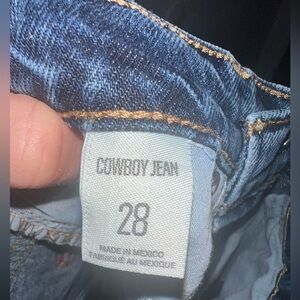 COWBOY JEAN
28
MADE IN MEXICO
FABRIQUÉ AU MEXIQUE